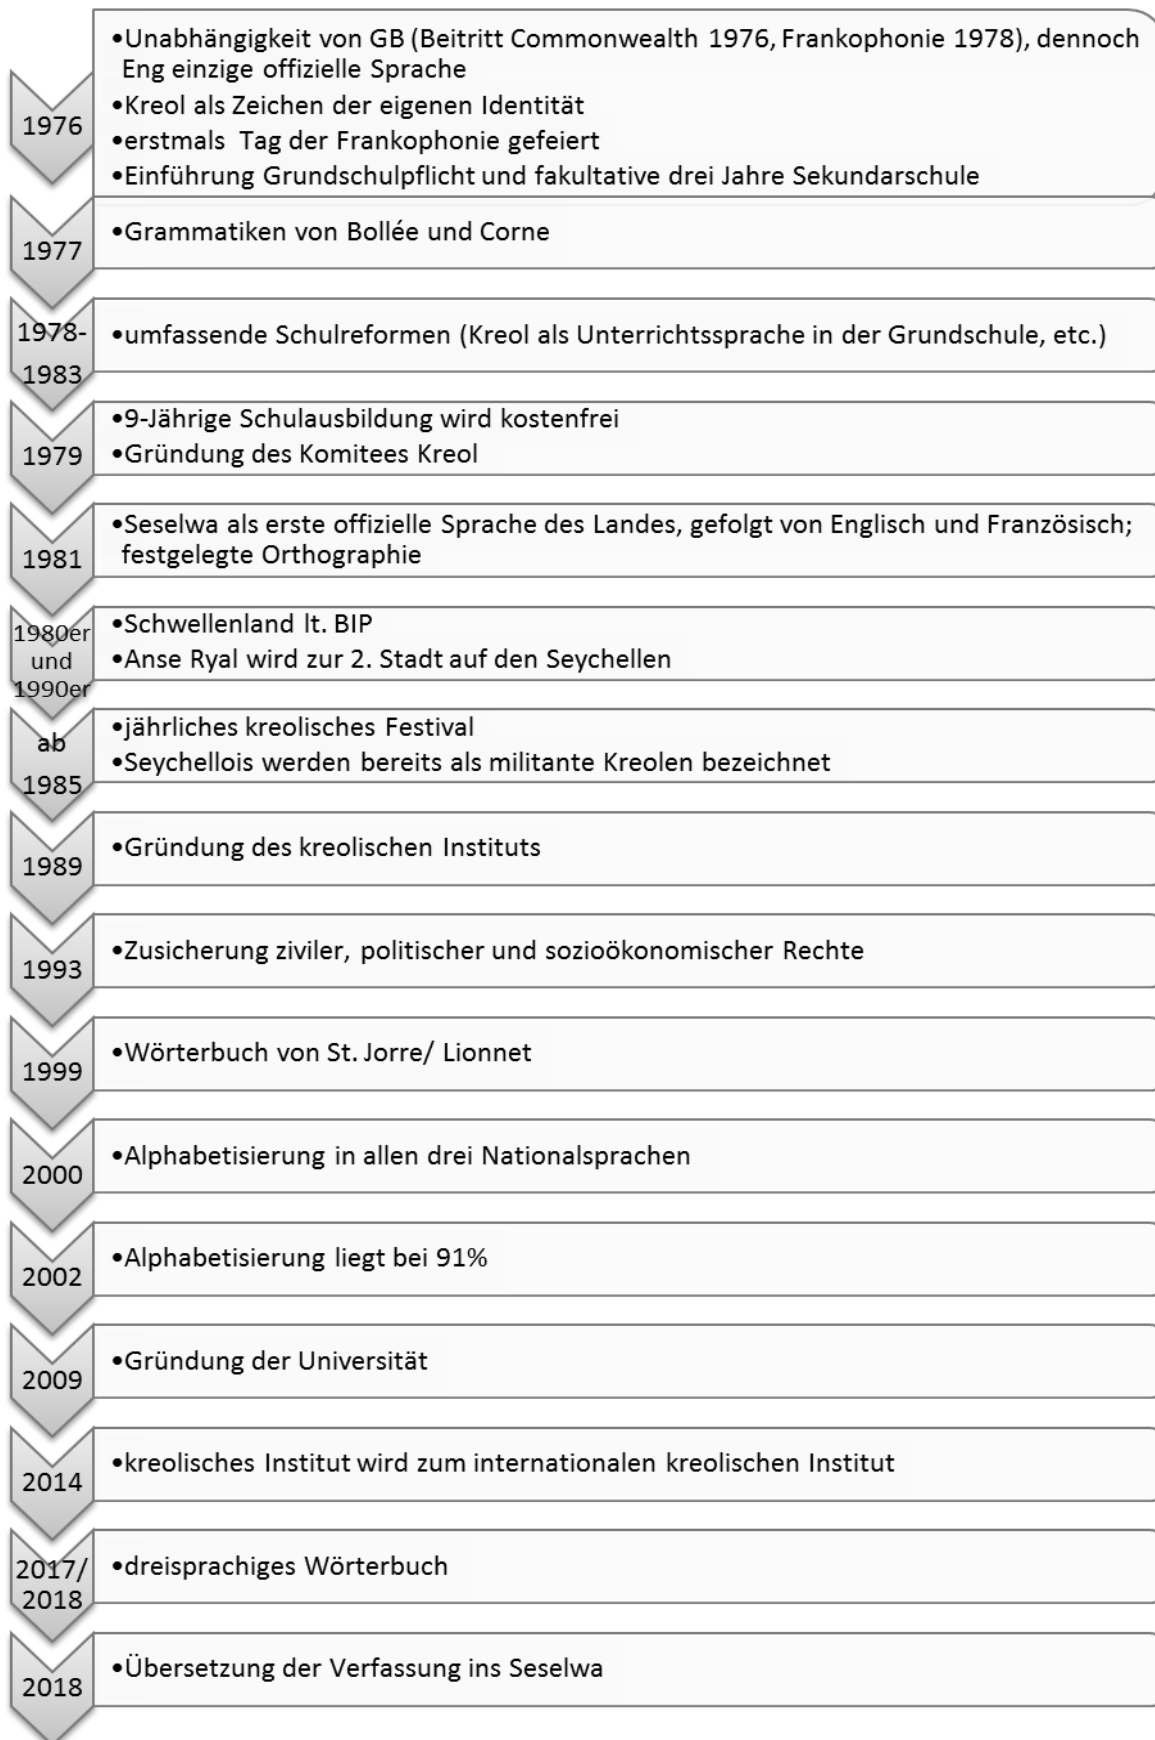 1976
•Unabhängigkeit von GB (Beitritt Commonwealth 1976, Frankophonie 1978), dennoch
Eng einzige offizielle Sprache
•Kreol als Zeichen der eigenen Identität
•erstmals Tag der Frankophonie gefeiert
•Einführung Grundschulpflicht und fakultative drei Jahre Sekundarschule
1977
•Grammatiken von Bollée und Corne
1978-
1983
•umfassende Schulreformen (Kreol als Unterrichtssprache in der Grundschule, etc.)
1979
•9-Jährige Schulausbildung wird kostenfrei
•Gründung des Komitees Kreol
1981
•Seselwa als erste offizielle Sprache des Landes, gefolgt von Englisch und Französisch;
festgelegte Orthographie
1980er
und
1990er
•Schwellenland lt. BIP
•Anse Ryal wird zur 2. Stadt auf den Seychellen
ab
1985
•jährliches kreolisches Festival
•Seychellois werden bereits als militante Kreolen bezeichnet
1989
•Gründung des kreolischen Instituts
1993
•Zusicherung ziviler, politischer und sozioökonomischer Rechte
1999
•Wörterbuch von St. Jorre/ Lionnet
2000
•Alphabetisierung in allen drei Nationalsprachen
2002
•Alphabetisierung liegt bei 91%
2009
•Gründung der Universität
2014
•kreolisches Institut wird zum internationalen kreolischen Institut
2017/
2018
•dreisprachiges Wörterbuch
2018
•Übersetzung der Verfassung ins Seselwa